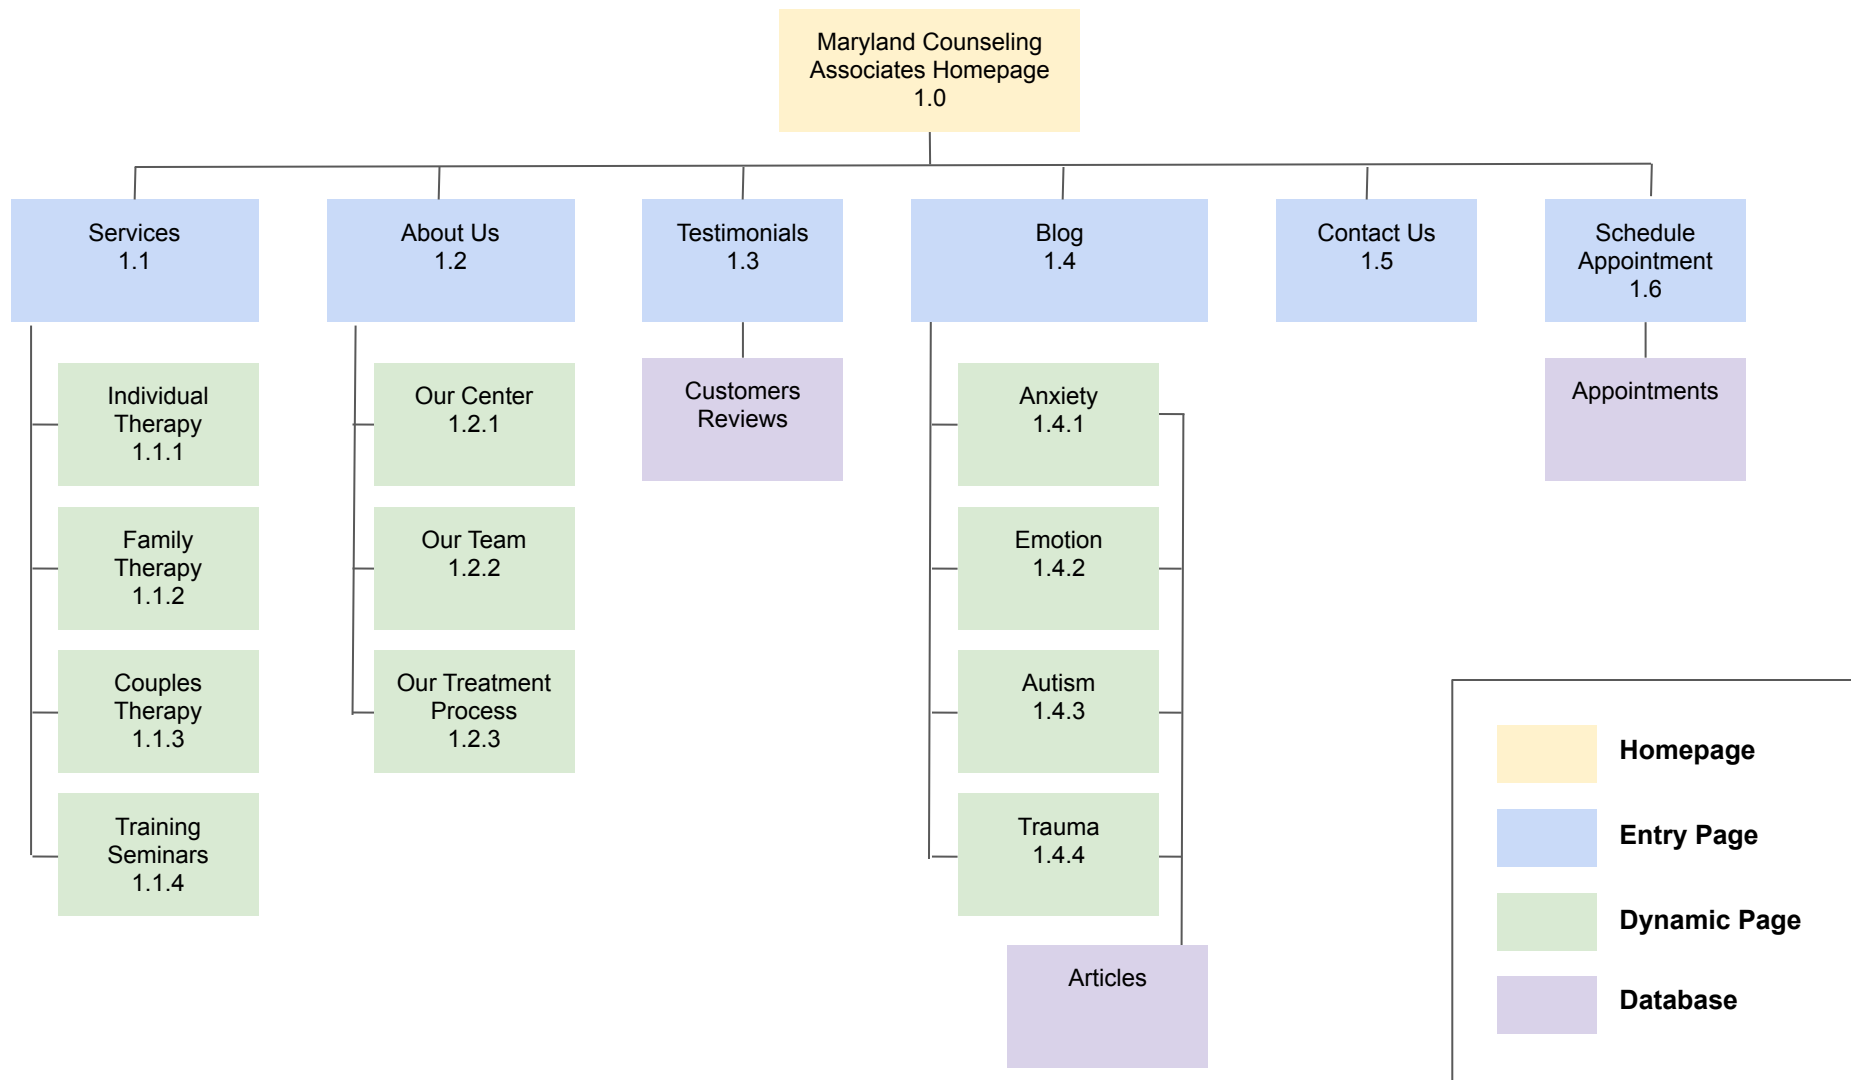 Maryland Counseling
Associates Homepage
1.0
Services
1.1
About Us
1.2
Testimonials
1.3
Blog
1.4
Contact Us
1.5
Schedule
Appointment
1.6
Individual
Therapy
1.1.1
Family
Therapy
1.1.2
Couples
Therapy
1.1.3
Training
Seminars
1.1.4
Our Center
1.2.1
Our Team
1.2.2
Our Treatment
Process
1.2.3
Customers
Reviews
Anxiety
1.4.1
Emotion
1.4.2
Autism
1.4.3
Trauma
1.4.4
Articles
Appointments
Homepage
Entry Page
Dynamic Page
Database